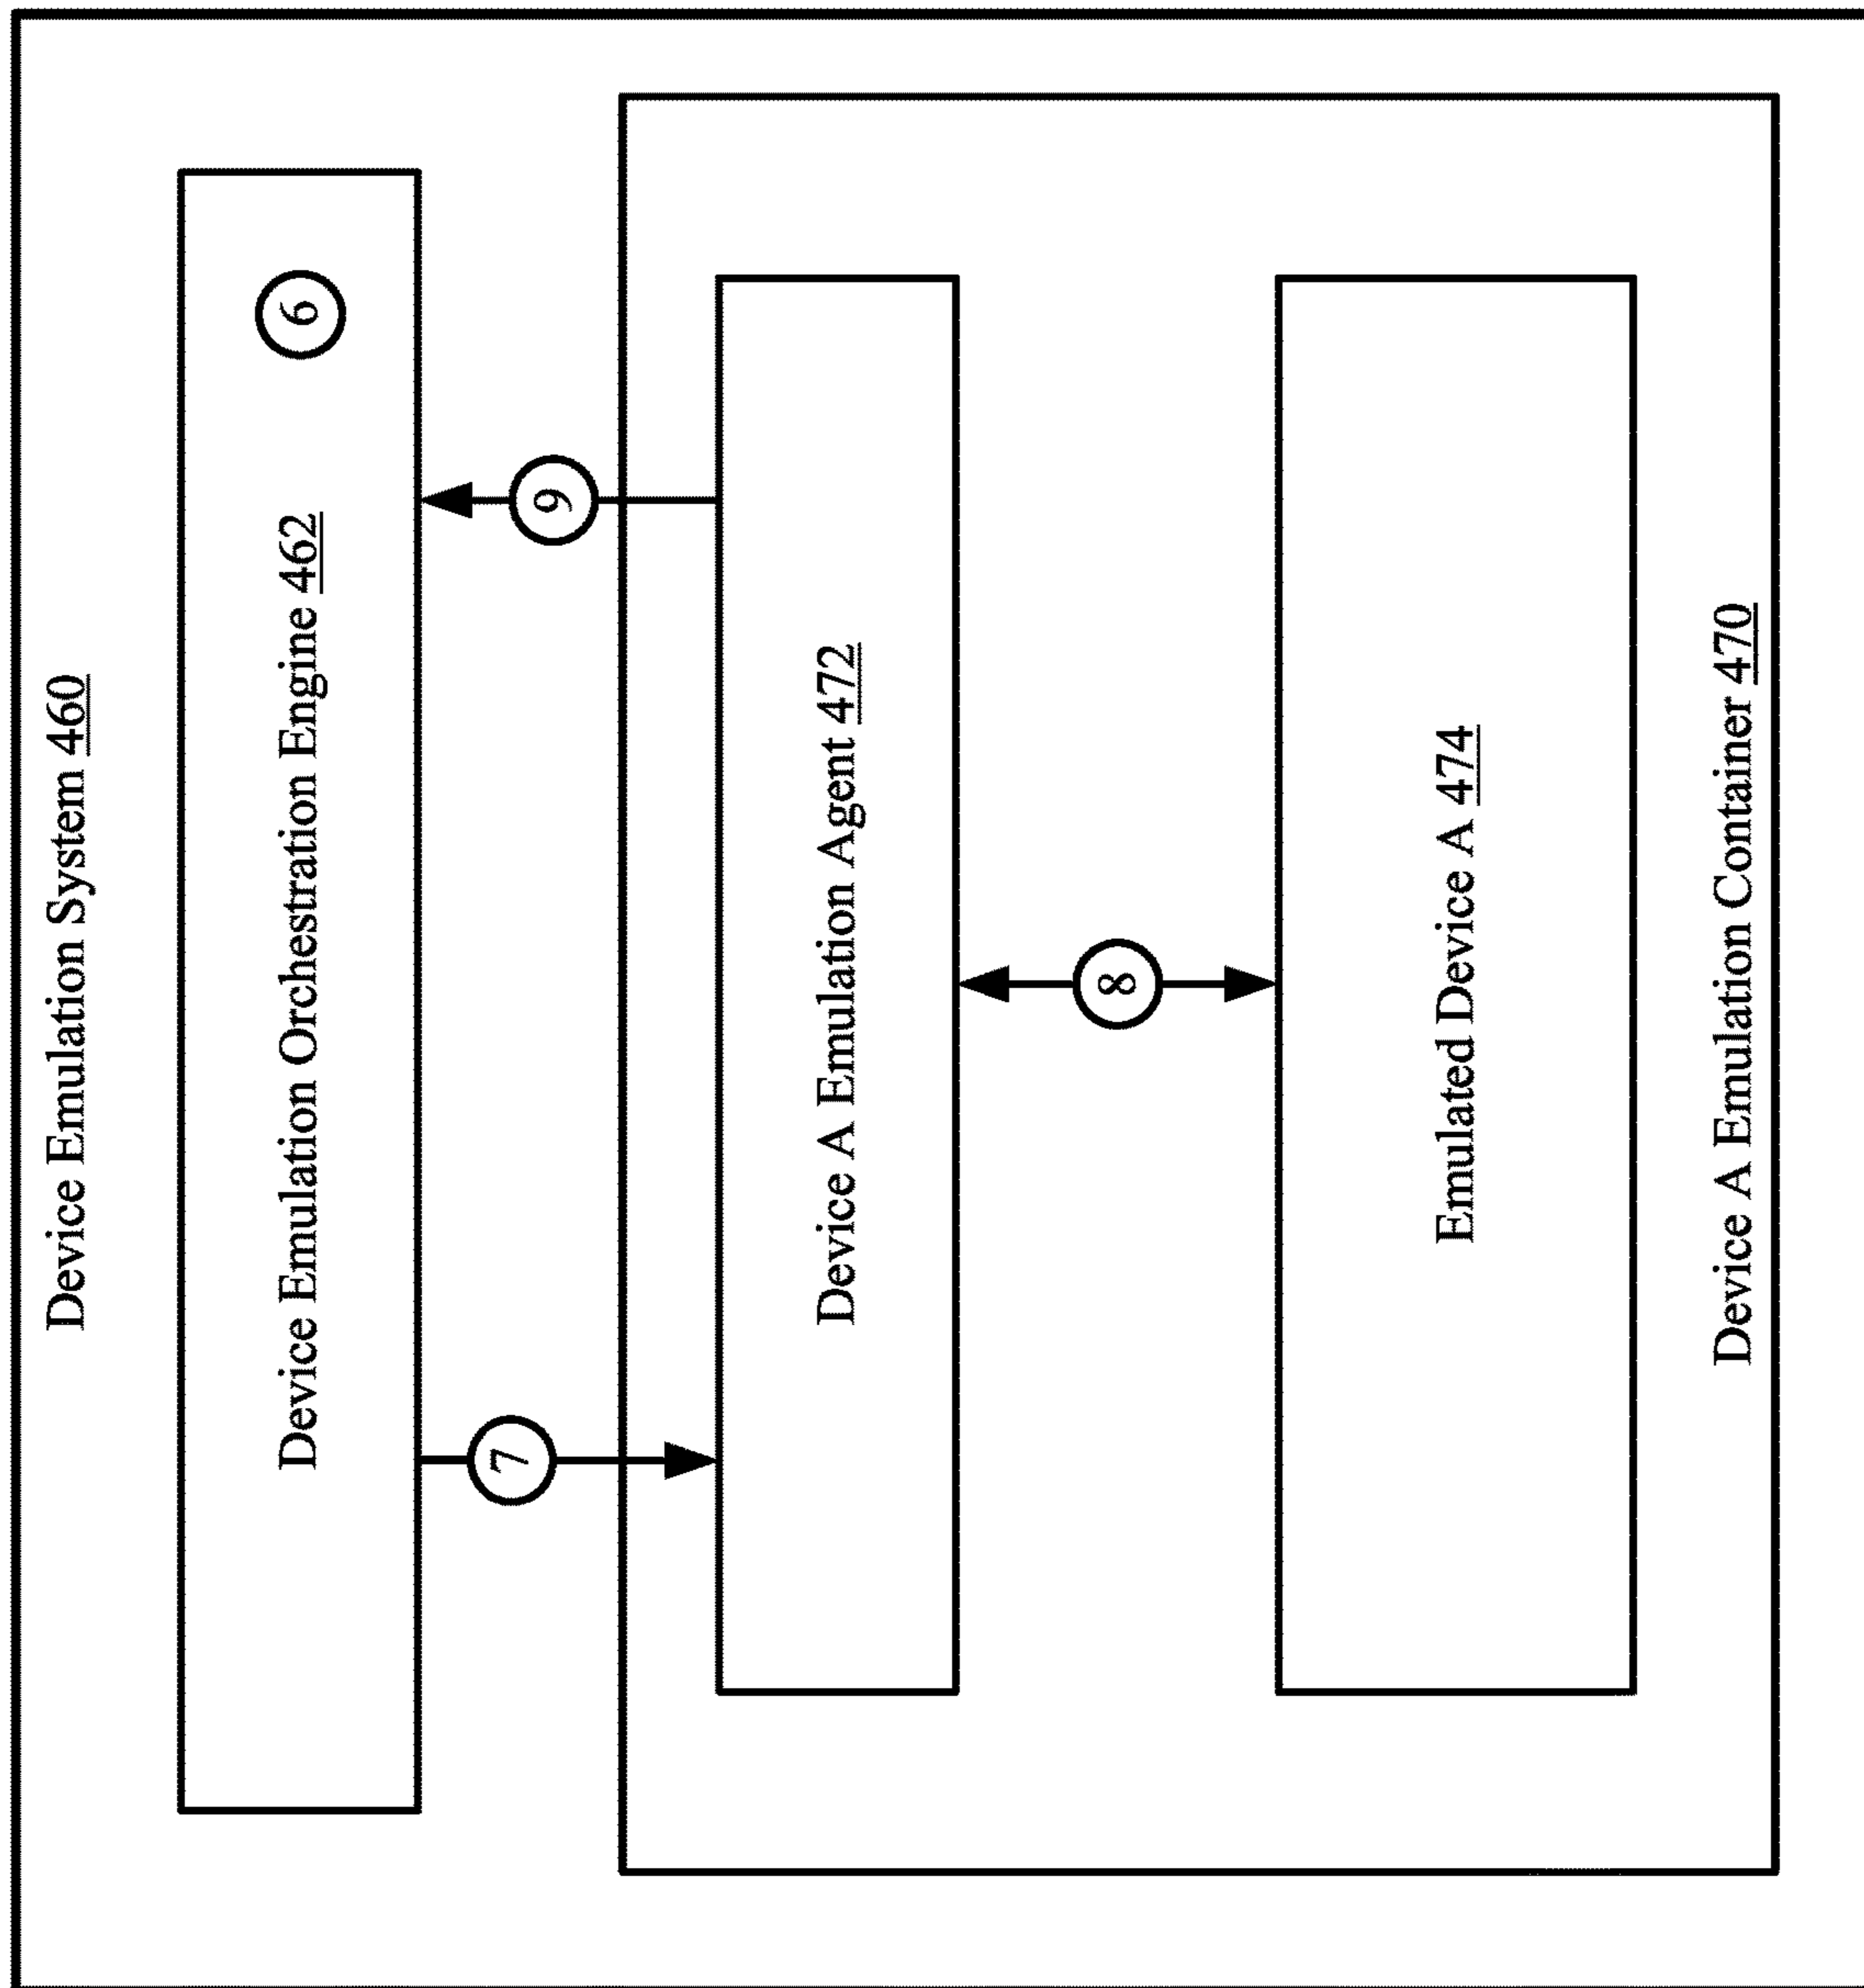 Device Emulation System 460
Device Emulation Orchestration Engine 462
6
7
9
Device A Emulation Agent 472
8
Emulated Device A 474
Device A Emulation Container 470